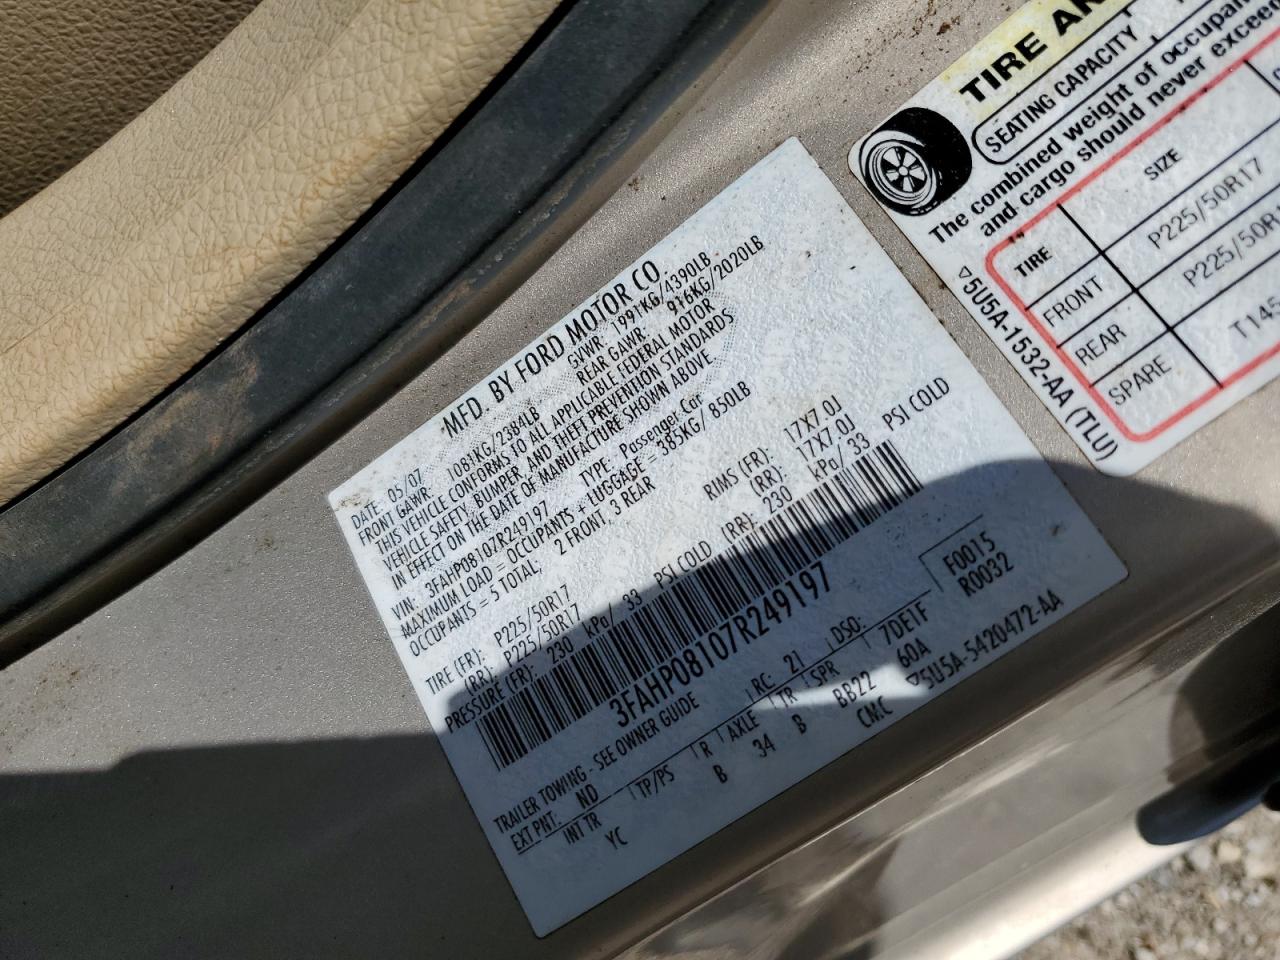 MFD. BY FORD MOTOR CO.
DATE: 05/07 GVWR: 1991KG/4390LB
FRONT GAWR: 1081KG/2384LB REAR GAWR: 916KG/2020LB
THIS VEHICLE CONFORMS TO ALL APPLICABLE FEDERAL MOTOR
VEHICLE SAFETY, BUMPER, AND THEFT PREVENTION STANDARDS
IN EFFECT ON THE DATE OF MANUFACTURE SHOWN ABOVE
VIN: 3FAHP08107R249197 TYPE: Passenger Car
MAXIMUM LOAD = OCCUPANTS + LUGGAGE = 385KG/ 850LB
OCCUPANTS = 5 TOTAL; 2 FRONT, 3 REAR
TIRE (FR): P225/50R17 RIMS (FR): 17X7.0J
(RR): P225/50R17 (RR): 17X7.0J
PRESSURE (FR): 230 kPa/ 33 PSI COLD (RR): 230 kPa/ 33 PSI COLD
3FAHP08107R249197
TRAILER TOWING - SEE OWNER GUIDE
F0015
R0032
EXT PNT: ND RC: 21 DSO:
INT TR TP/PS R AXLE TR SPR 7DE1F
YC B 34 B BB22 60A
CMC
▽5U5A-5420472-AA
TIRE AN
SEATING CAPACITY
The combined weight of occupan
and cargo should never exceed
TIRE SIZE
FRONT P225/50R17
REAR P225/50R
SPARE T145
▽5U5A-1532-AA (TLU)